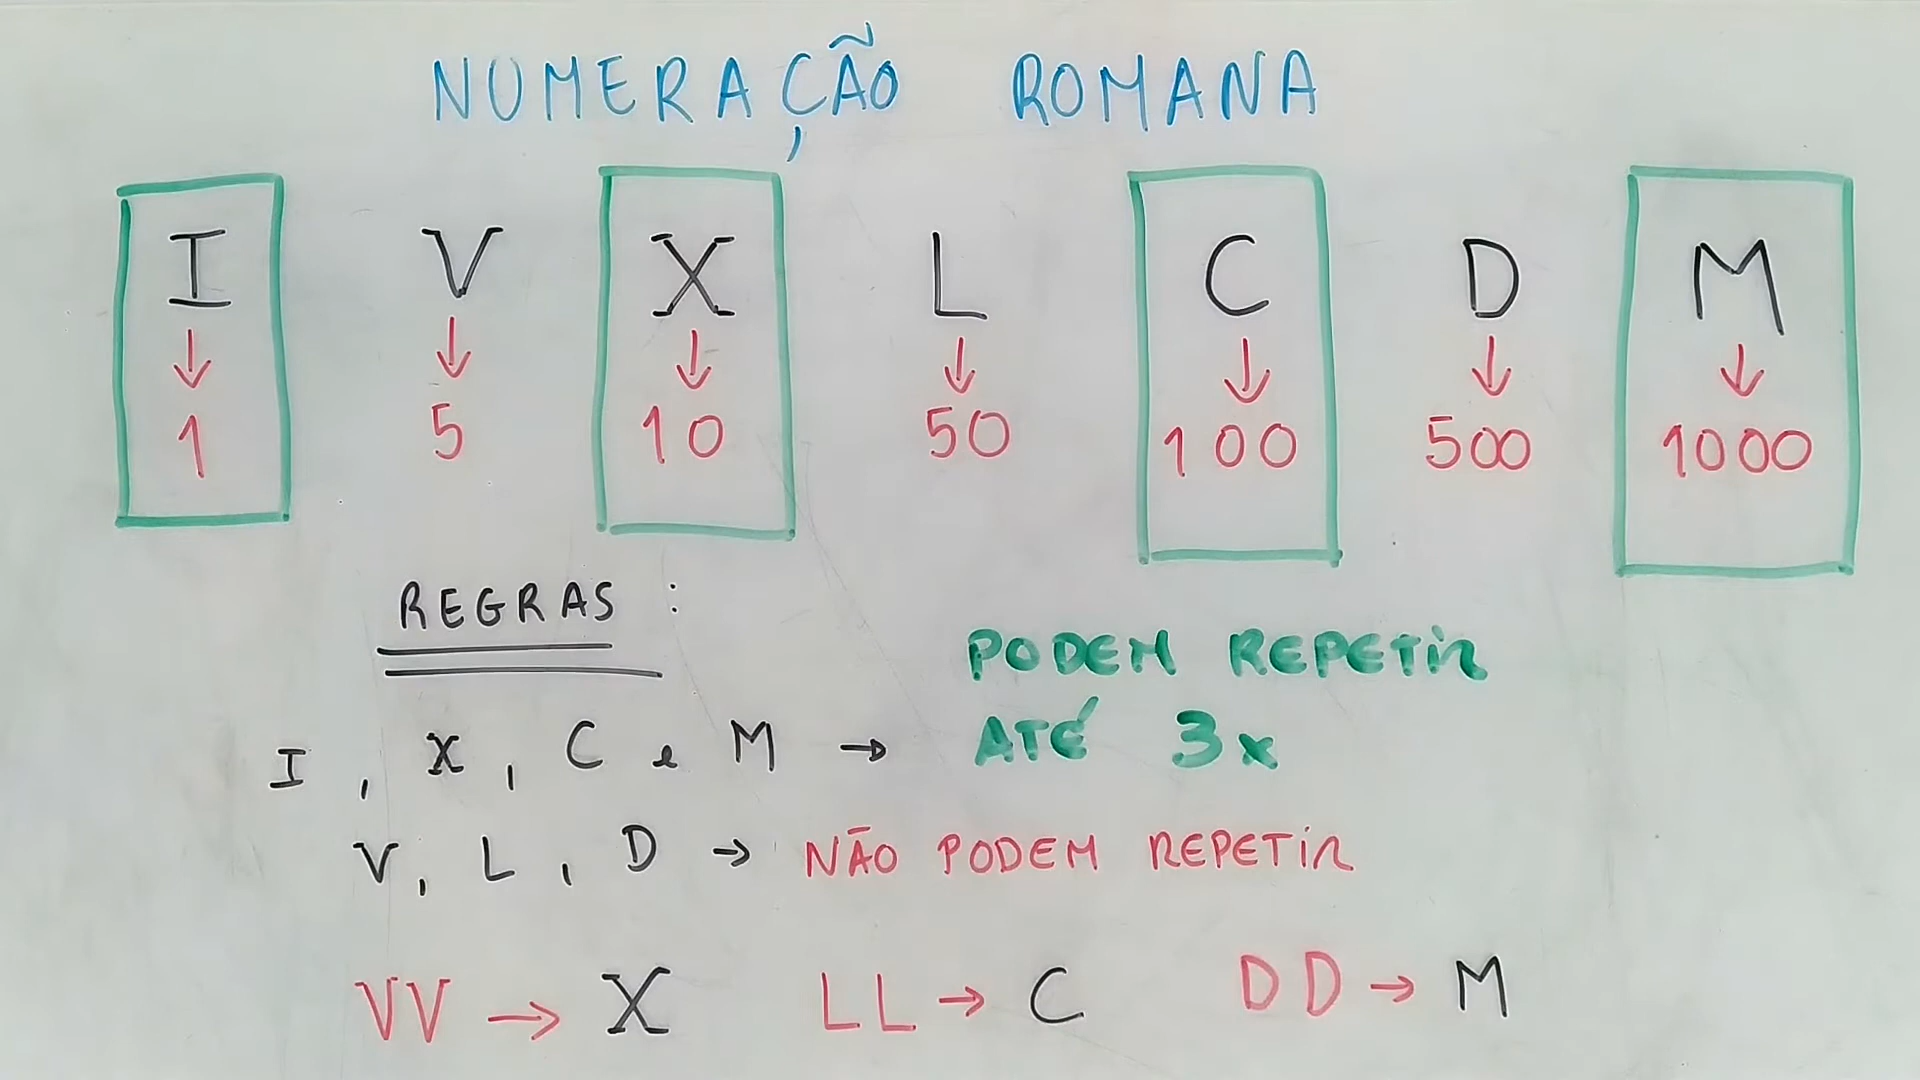 NUMERAÇÃO ROMANA
I V X L C D M
↓ ↓ ↓ ↓ ↓ ↓ ↓
1 5 10 50 100 500 1000
REGRAS :
PODEM REPETIR
I , X , C e M → ATÉ 3x
V , L , D → NÃO PODEM REPETIR
VV → X LL → C DD → M